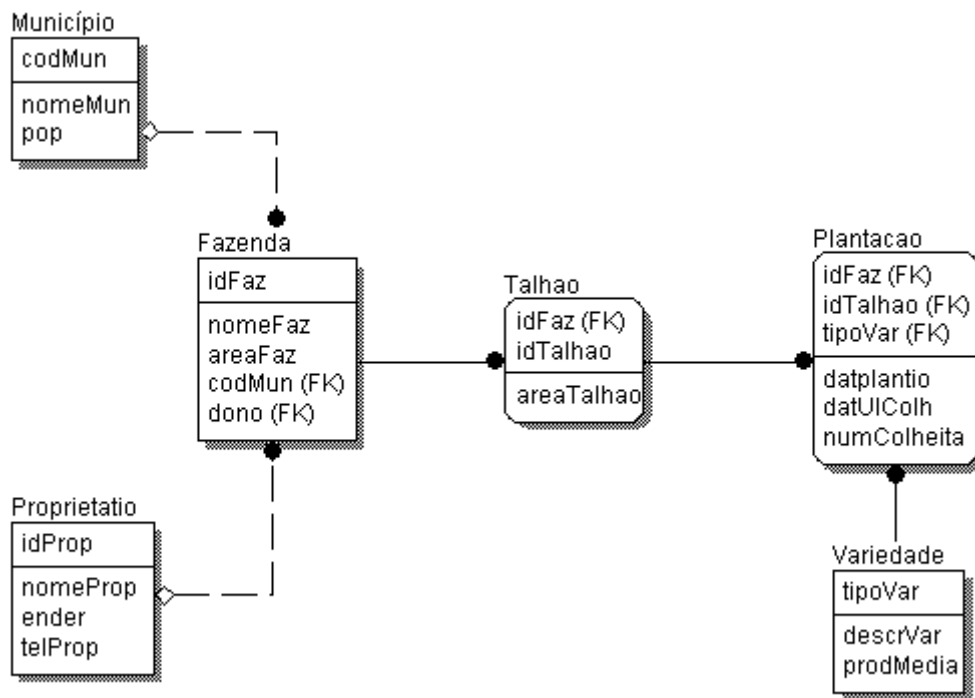 Município
codMun
nomeMun
pop
Fazenda
idFaz
nomeFaz
areaFaz
codMun (FK)
dono (FK)
Talhao
idFaz (FK)
idTalhao
areaTalhao
Plantacao
idFaz (FK)
idTalhao (FK)
tipoVar (FK)
datplantio
datUlColh
numColheita
Proprietatio
idProp
nomeProp
ender
telProp
Variedade
tipoVar
descrVar
prodMedia